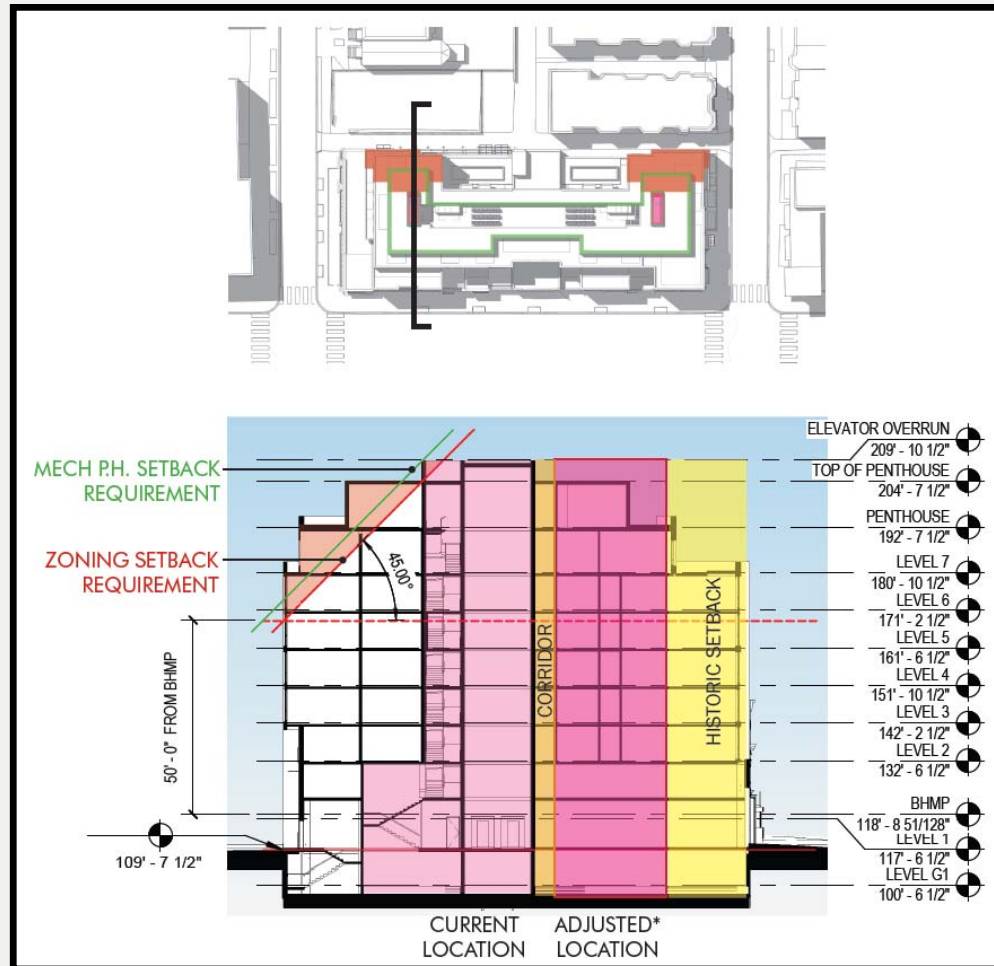 MECH P.H. SETBACK
REQUIREMENT
ZONING SETBACK
REQUIREMENT
45.00°
50' - 0" FROM BHMP
109' - 7 1/2"
CORRIDOR
HISTORIC SETBACK
ELEVATOR OVERRUN
209' - 10 1/2"
TOP OF PENTHOUSE
204' - 7 1/2"
PENTHOUSE
192' - 7 1/2"
LEVEL 7
180' - 10 1/2"
LEVEL 6
171' - 2 1/2"
LEVEL 5
161' - 6 1/2"
LEVEL 4
151' - 10 1/2"
LEVEL 3
142' - 2 1/2"
LEVEL 2
132' - 6 1/2"
BHMP
118' - 8 51/128"
LEVEL 1
117' - 6 1/2"
LEVEL G1
100' - 6 1/2"
CURRENT
LOCATION
ADJUSTED*
LOCATION